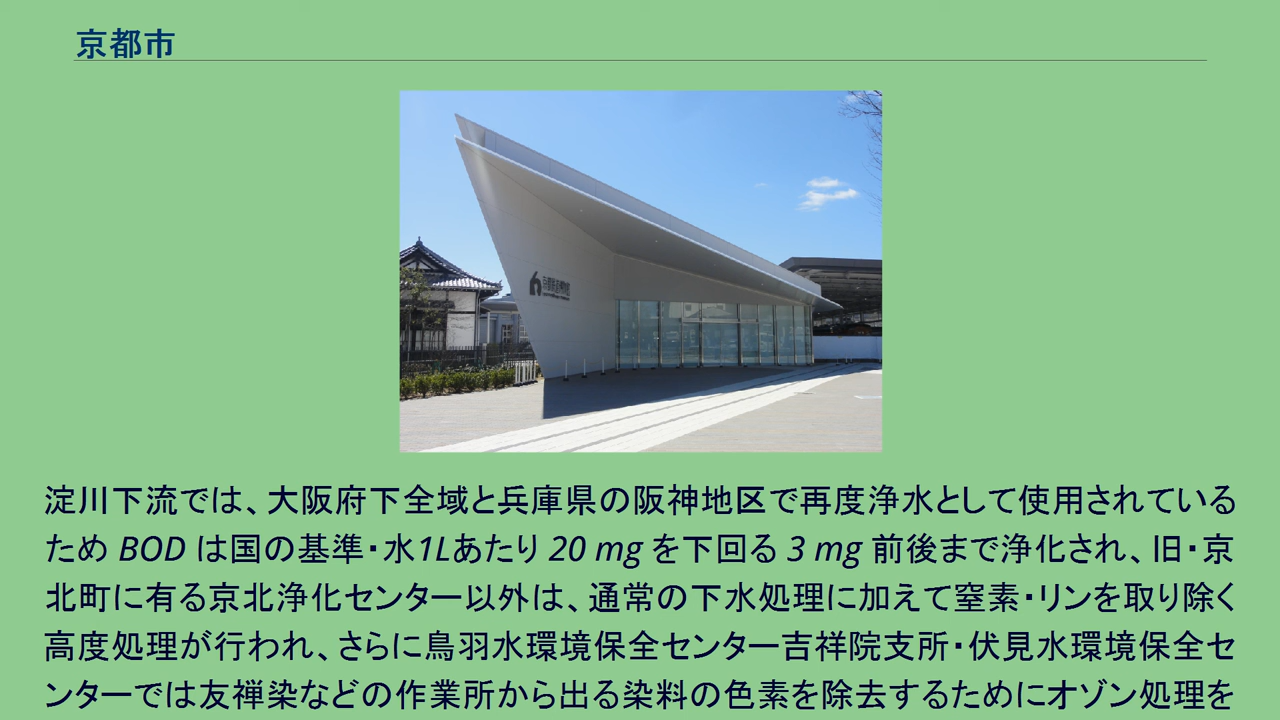 京都市
京都鉄道博物館
淀川下流では、大阪府下全域と兵庫県の阪神地区で再度浄水として使用されている
ため BOD は国の基準・水1Lあたり 20 mg を下回る 3 mg 前後まで浄化され、旧・京
北町に有る京北浄化センター以外は、通常の下水処理に加えて窒素・リンを取り除く
高度処理が行われ、さらに鳥羽水環境保全センター吉祥院支所・伏見水環境保全セ
ンターでは友禅染などの作業所から出る染料の色素を除去するためにオゾン処理を